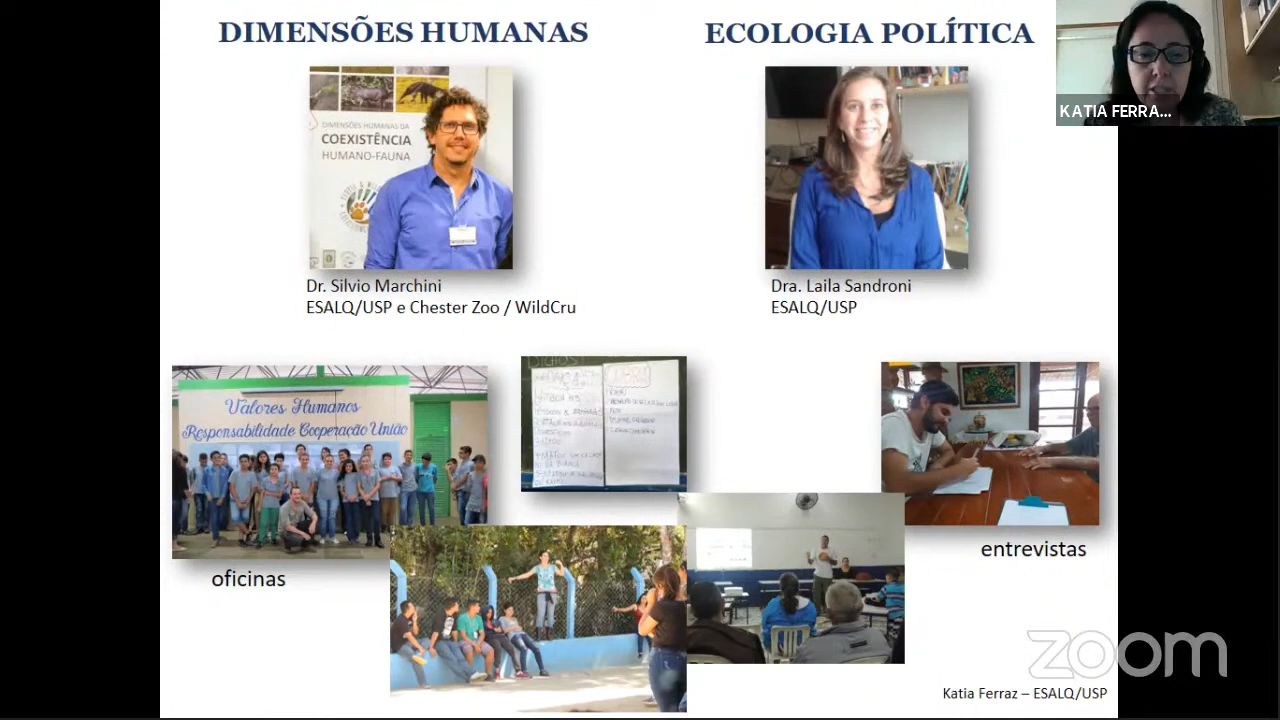 DIMENSÕES HUMANAS
ECOLOGIA POLÍTICA
KATIA FERRA...
DIMENSÕES HUMANAS DA
COEXISTÊNCIA
HUMANO-FAUNA
Dr. Silvio Marchini
ESALQ/USP e Chester Zoo / WildCru
Dra. Laila Sandroni
ESALQ/USP
Valores Humanos
Responsabilidade Cooperação União
oficinas
entrevistas
zoom
Katia Ferraz – ESALQ/USP